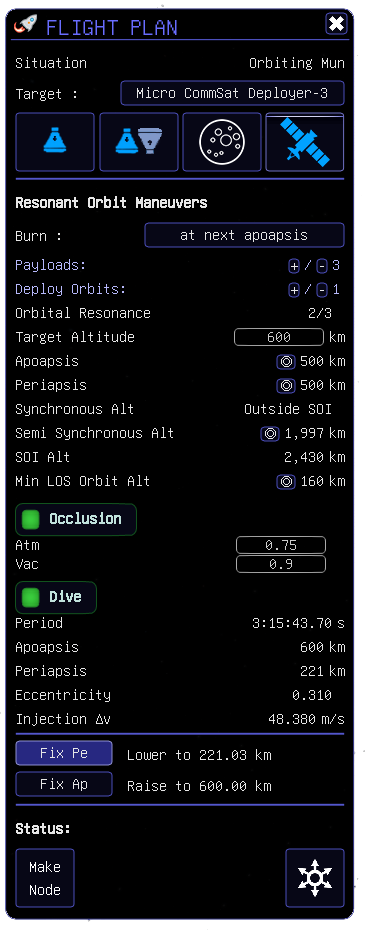 FLIGHT PLAN
Situation Orbiting Mun
Target : Micro CommSat Deployer-3
Resonant Orbit Maneuvers
Burn : at next apoapsis
Payloads: + / - 3
Deploy Orbits: + / - 1
Orbital Resonance 2/3
Target Altitude 600 km
Apoapsis 500 km
Periapsis 500 km
Synchronous Alt Outside SOI
Semi Synchronous Alt 1,997 km
SOI Alt 2,430 km
Min LOS Orbit Alt 160 km
Occlusion
Atm 0.75
Vac 0.9
Dive
Period 3:15:43.70 s
Apoapsis 600 km
Periapsis 221 km
Eccentricity 0.310
Injection Δv 48.380 m/s
Fix Pe Lower to 221.03 km
Fix Ap Raise to 600.00 km
Status:
Make
Node